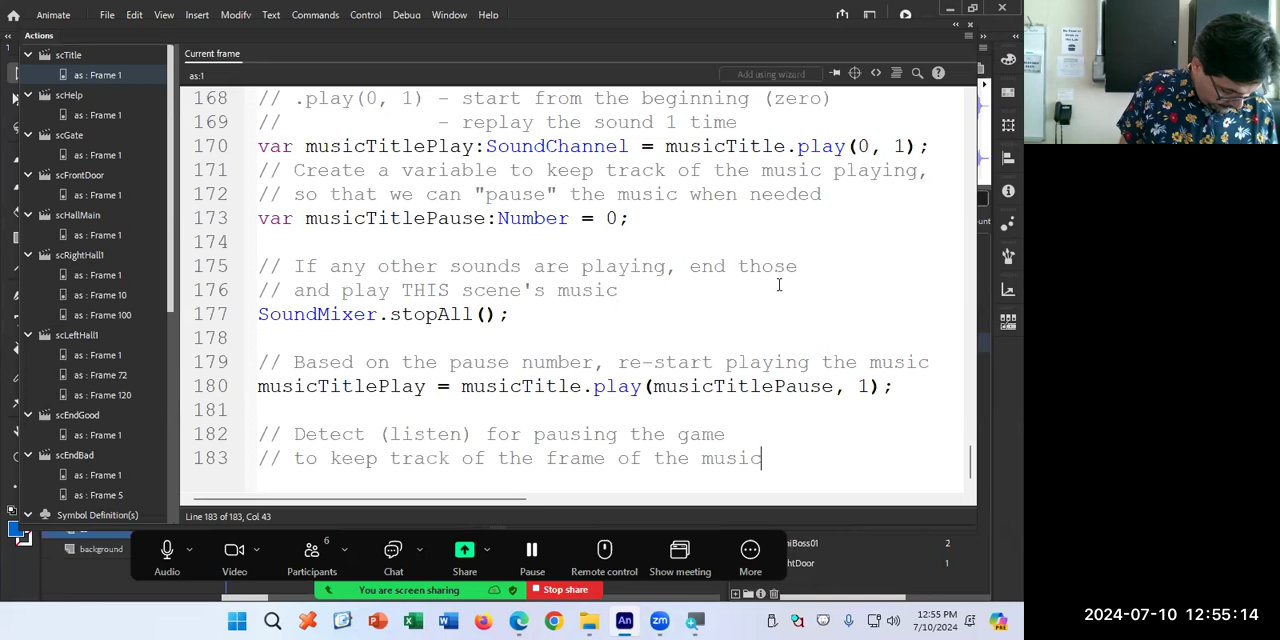 Animate File Edit View Insert Modify Text Commands Control Debug Window Help
Actions
Current frame
scTitle
as : Frame 1
scHelp
as : Frame 1
scGate
as : Frame 1
scFrontDoor
as : Frame 1
scHallMain
as : Frame 1
scRightHall1
as : Frame 1
as : Frame 10
as : Frame 100
scLeftHall1
as : Frame 1
as : Frame 72
as : Frame 120
scEndGood
as : Frame 1
scEndBad
as : Frame 1
as : Frame 5
Symbol Definition(s)
background
as:1
Add using wizard
168 // .play(0, 1) - start from the beginning (zero)
169 // - replay the sound 1 time
170 var musicTitlePlay:SoundChannel = musicTitle.play(0, 1);
171 // Create a variable to keep track of the music playing,
172 // so that we can "pause" the music when needed
173 var musicTitlePause:Number = 0;
174
175 // If any other sounds are playing, end those
176 // and play THIS scene's music
177 SoundMixer.stopAll();
178
179 // Based on the pause number, re-start playing the music
180 musicTitlePlay = musicTitle.play(musicTitlePause, 1);
181
182 // Detect (listen) for pausing the game
183 // to keep track of the frame of the music
Line 183 of 183, Col 43
unt
niBoss01 2
htDoor 1
6
Audio Video Participants Chat Share Pause Remote control Show meeting More
You are screen sharing Stop share
12:55 PM
7/10/2024
2024-07-10 12:55:14